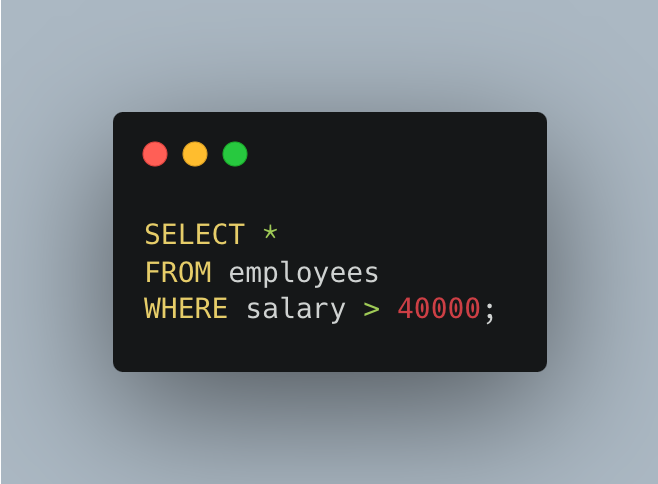 SELECT *
FROM employees
WHERE salary > 40000;